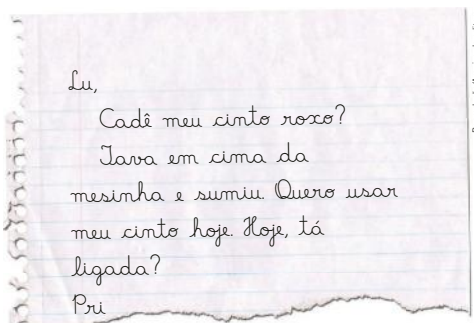 Lu,
Cadê meu cinto roxo?
Tava em cima da
mesinha e sumiu. Quero usar
meu cinto hoje. Hoje, tá
ligada?
Pri